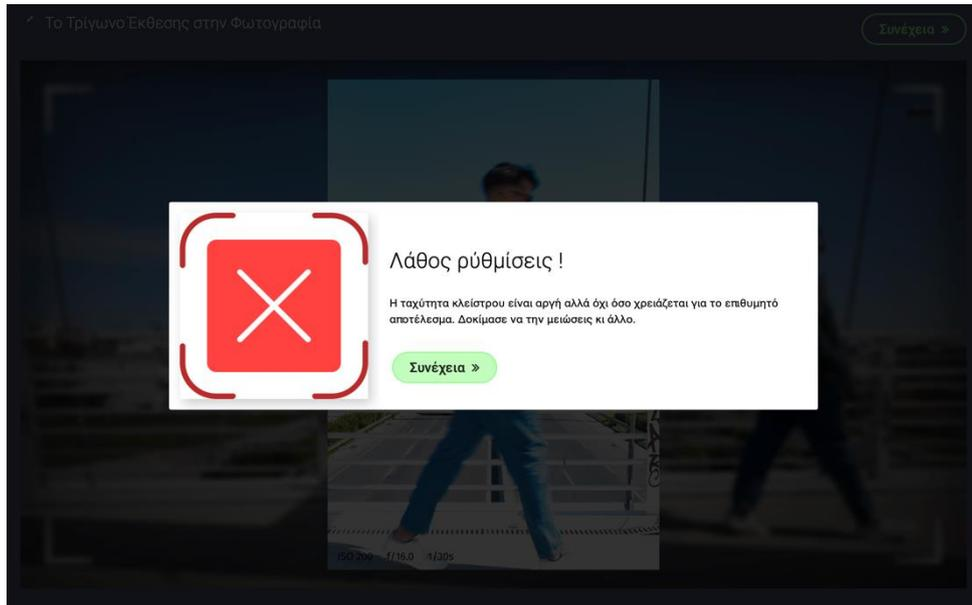 Το Τρίγωνο Έκθεσης στην Φωτογραφία
Συνέχεια »
Λάθος ρύθμίσεις !
Η ταχύτητα κλείστρου είναι αργή αλλά όχι όσο χρειάζεται για το επιθυμητό
αποτέλεσμα. Δοκίμασε να την μειώσεις κι άλλο.
Συνέχεια »
ISO 200 f/16.0 1/30s